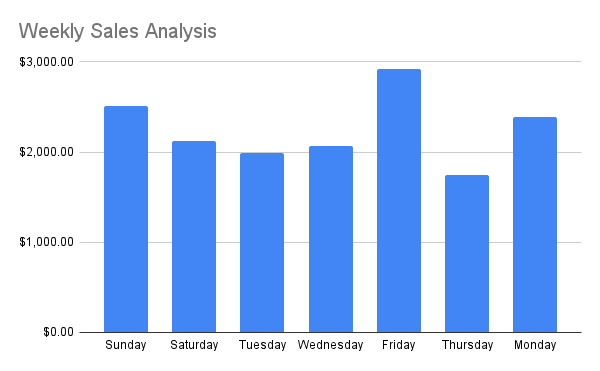 Weekly Sales Analysis
$3,000.00
$2,000.00
$1,000.00
$0.00
Sunday Saturday Tuesday Wednesday Friday Thursday Monday